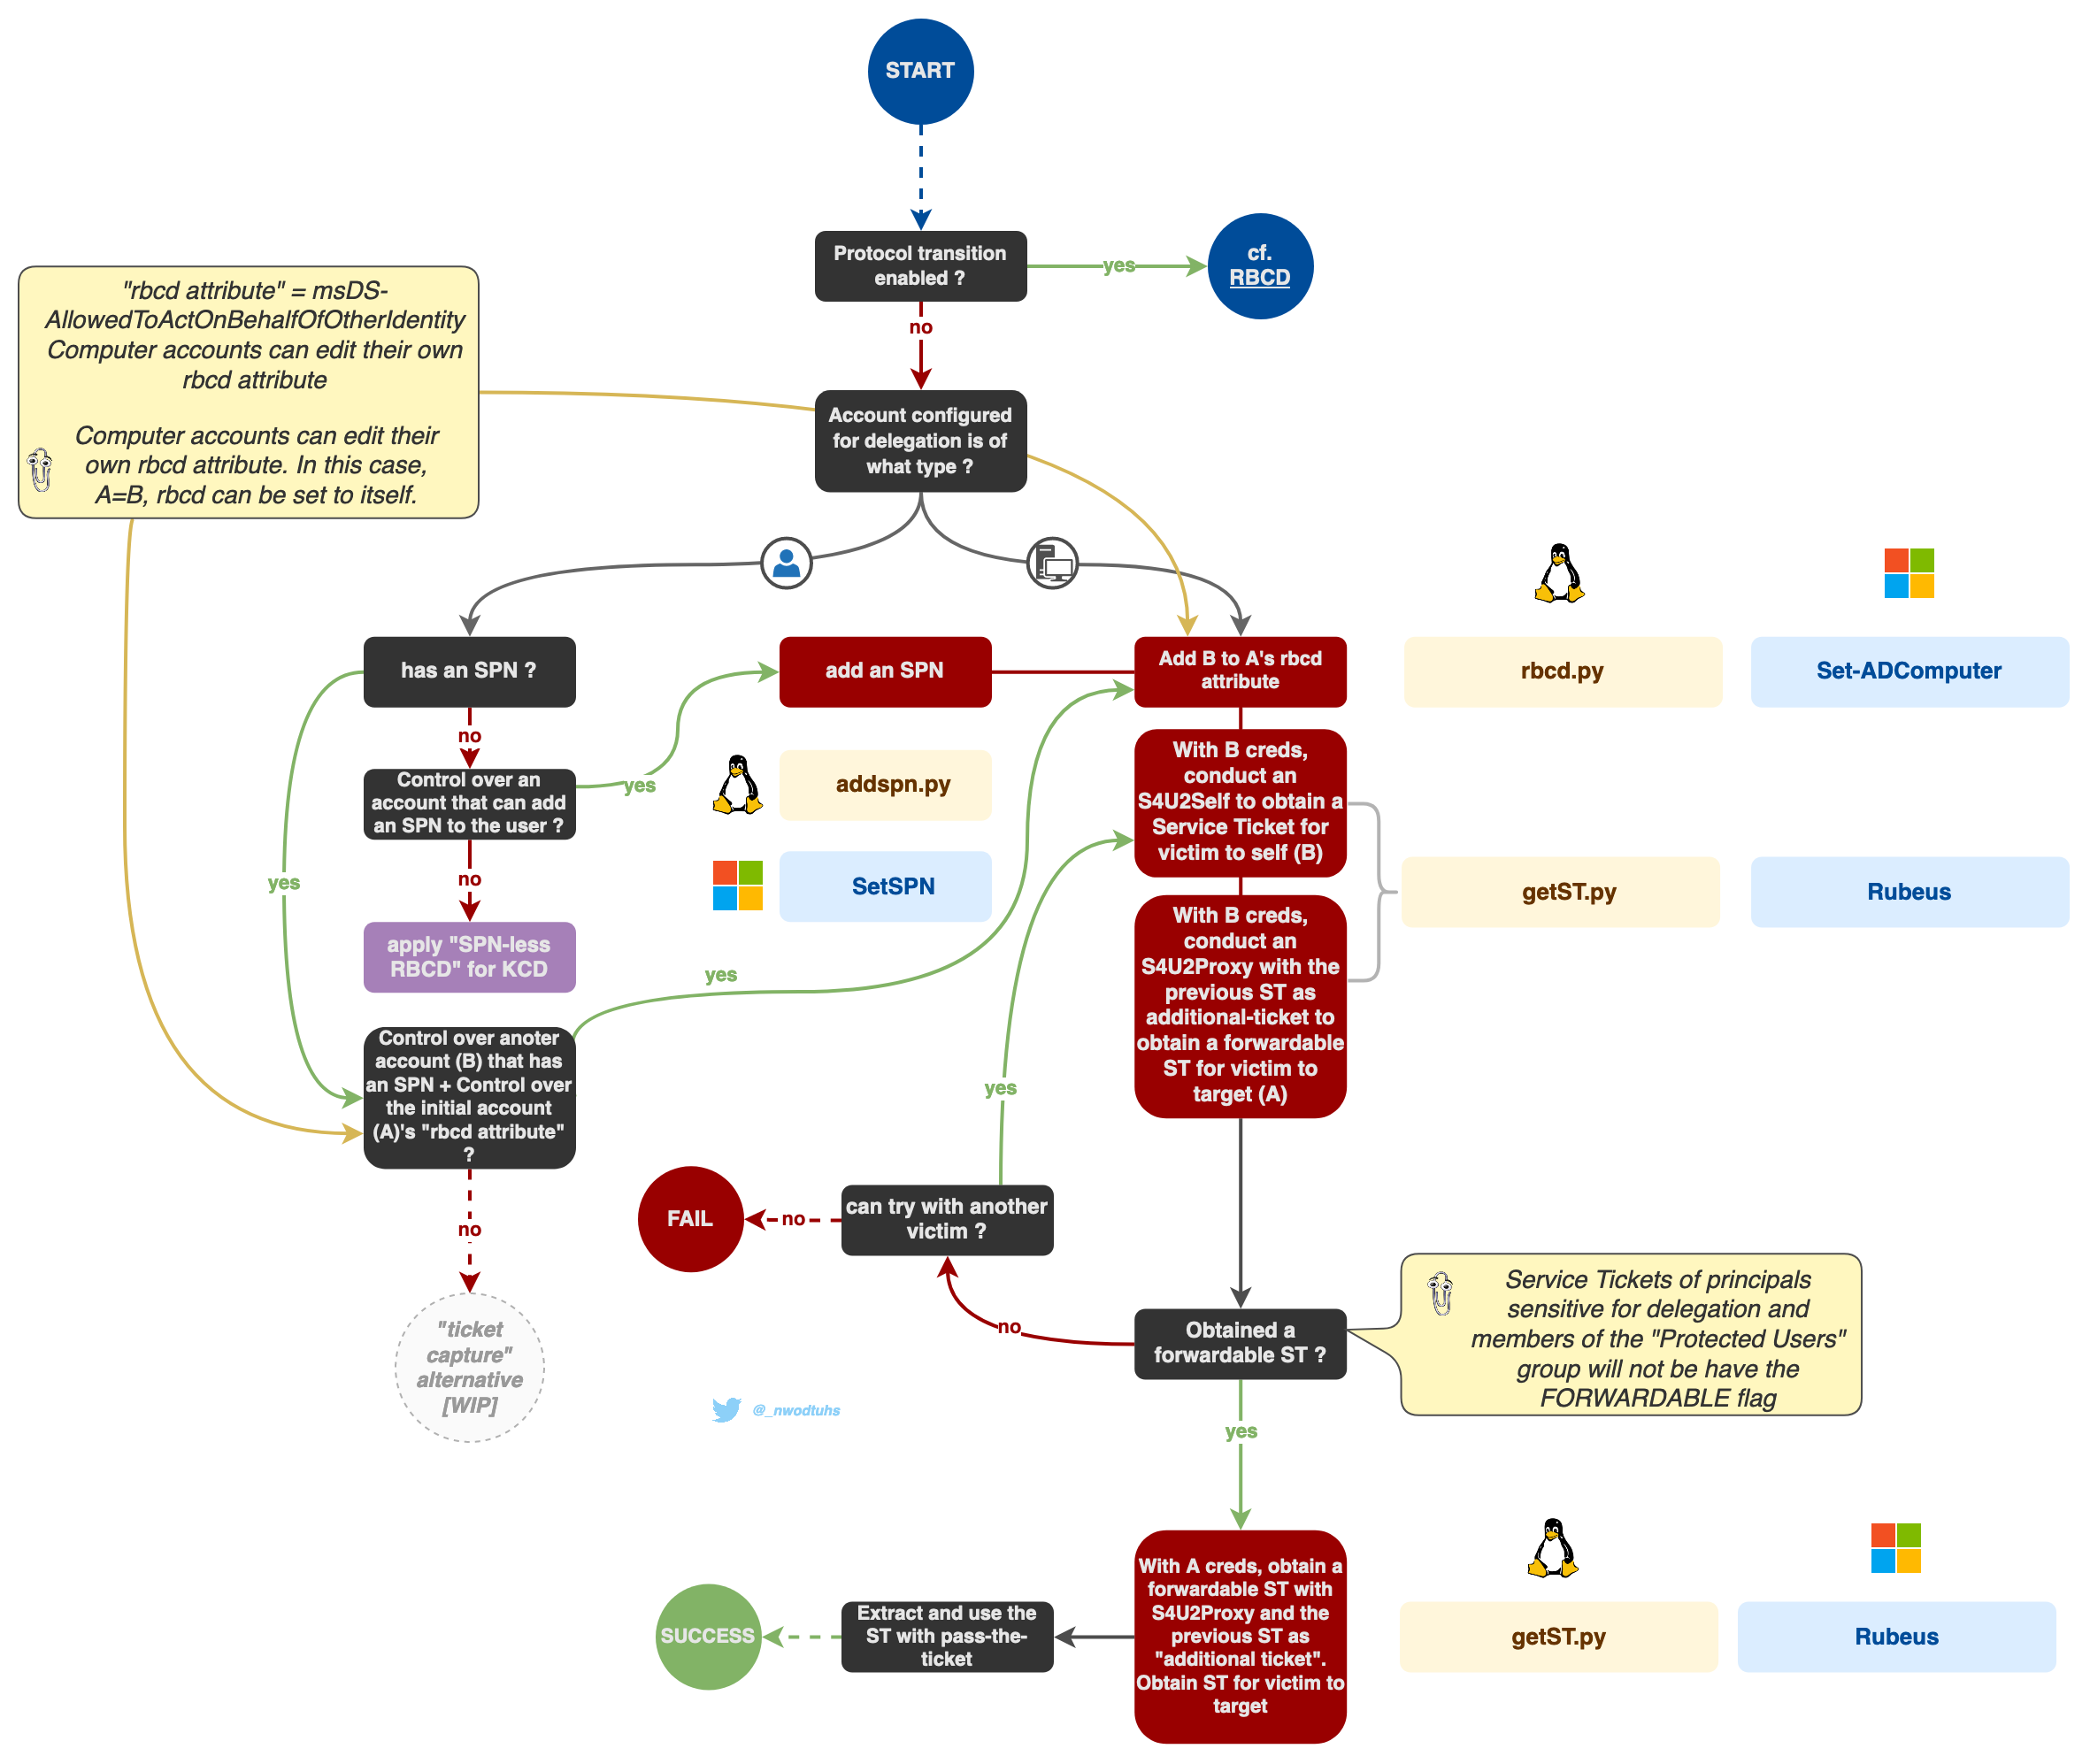 START
Protocol transition
enabled ?
yes
cf.
RBCD
no
"rbcd attribute" = msDS-
AllowedToActOnBehalfOfOtherIdentity
Computer accounts can edit their own
rbcd attribute
Computer accounts can edit their
own rbcd attribute. In this case,
A=B, rbcd can be set to itself.
Account configured
for delegation is of
what type ?
has an SPN ?
add an SPN
Add B to A's rbcd
attribute
rbcd.py
Set-ADComputer
no
Control over an
account that can add
an SPN to the user ?
yes
addspn.py
SetSPN
With B creds,
conduct an
S4U2Self to obtain a
Service Ticket for
victim to self (B)
yes
no
apply "SPN-less
RBCD" for KCD
yes
With B creds,
conduct an
S4U2Proxy with the
previous ST as
additional-ticket to
obtain a forwardable
ST for victim to
target (A)
getST.py
Rubeus
Control over anoter
account (B) that has
an SPN + Control over
the initial account
(A)'s "rbcd attribute"
?
yes
no
FAIL
no
can try with another
victim ?
no
Obtained a
forwardable ST ?
Service Tickets of principals
sensitive for delegation and
members of the "Protected Users"
group will not be have the
FORWARDABLE flag
"ticket
capture"
alternative
[WIP]
@_nwodtuhs
yes
With A creds, obtain a
forwardable ST with
S4U2Proxy and the
previous ST as
"additional ticket".
Obtain ST for victim to
target
Extract and use the
ST with pass-the-
ticket
SUCCESS
getST.py
Rubeus